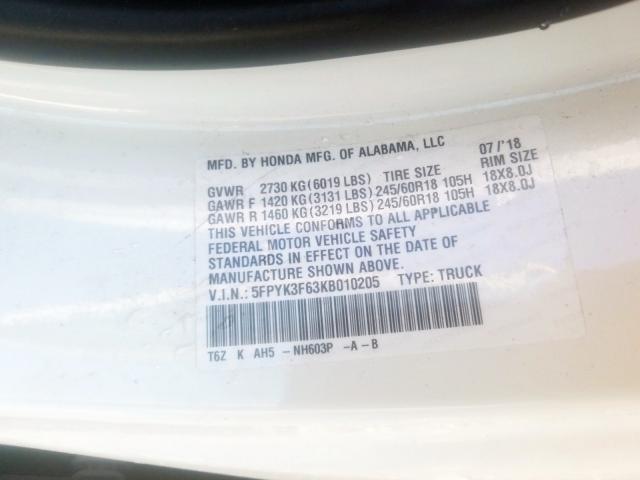 MFD. BY HONDA MFG. OF ALABAMA, LLC 07/'18
GVWR 2730 KG(6019 LBS) TIRE SIZE RIM SIZE
GAWR F 1420 KG(3131 LBS)245/60R18 105H 18X8.0J
GAWR R 1460 KG(3219 LBS)245/60R18 105H 18X8.0J
THIS VEHICLE CONFORMS TO ALL APPLICABLE
FEDERAL MOTOR VEHICLE SAFETY
STANDARDS IN EFFECT ON THE DATE OF
MANUFACTURE SHOWN ABOVE.
V.I.N.: 5FPYK3F63KB010205 TYPE: TRUCK
T6Z K AH5 -NH603P -A-B